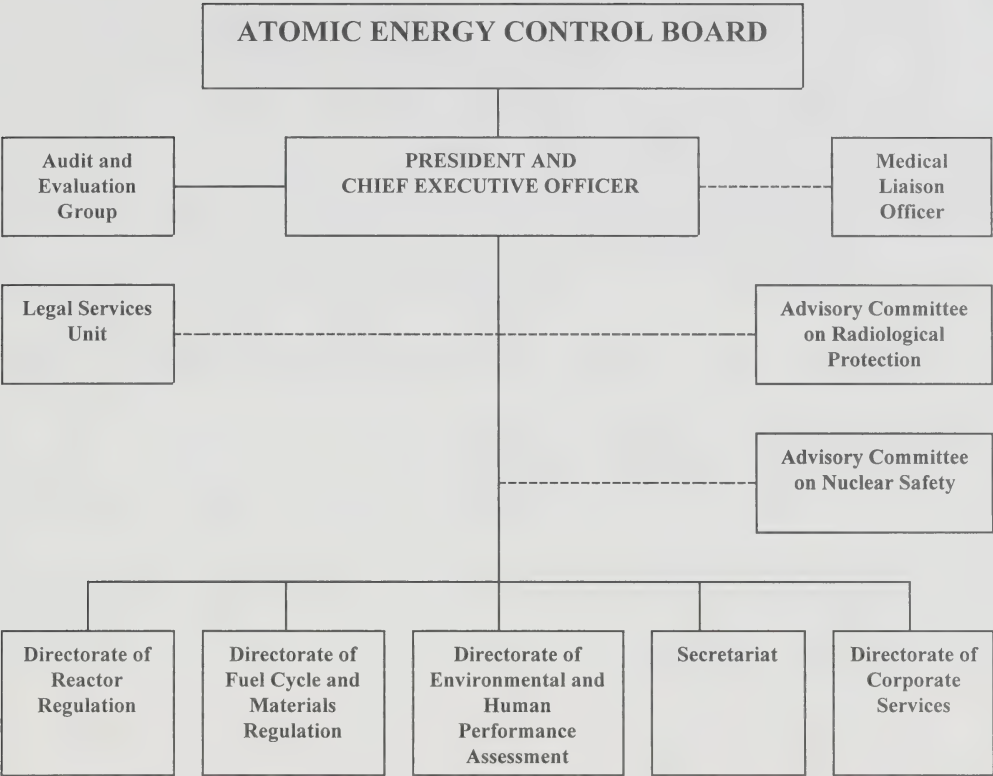 ATOMIC ENERGY CONTROL BOARD
Audit and
Evaluation
Group
PRESIDENT AND
CHIEF EXECUTIVE OFFICER
Medical
Liaison
Officer
Legal Services
Unit
Advisory Committee
on Radiological
Protection
Advisory Committee
on Nuclear Safety
Directorate of
Reactor
Regulation
Directorate of
Fuel Cycle and
Materials
Regulation
Directorate of
Environmental and
Human
Performance
Assessment
Secretariat
Directorate of
Corporate
Services